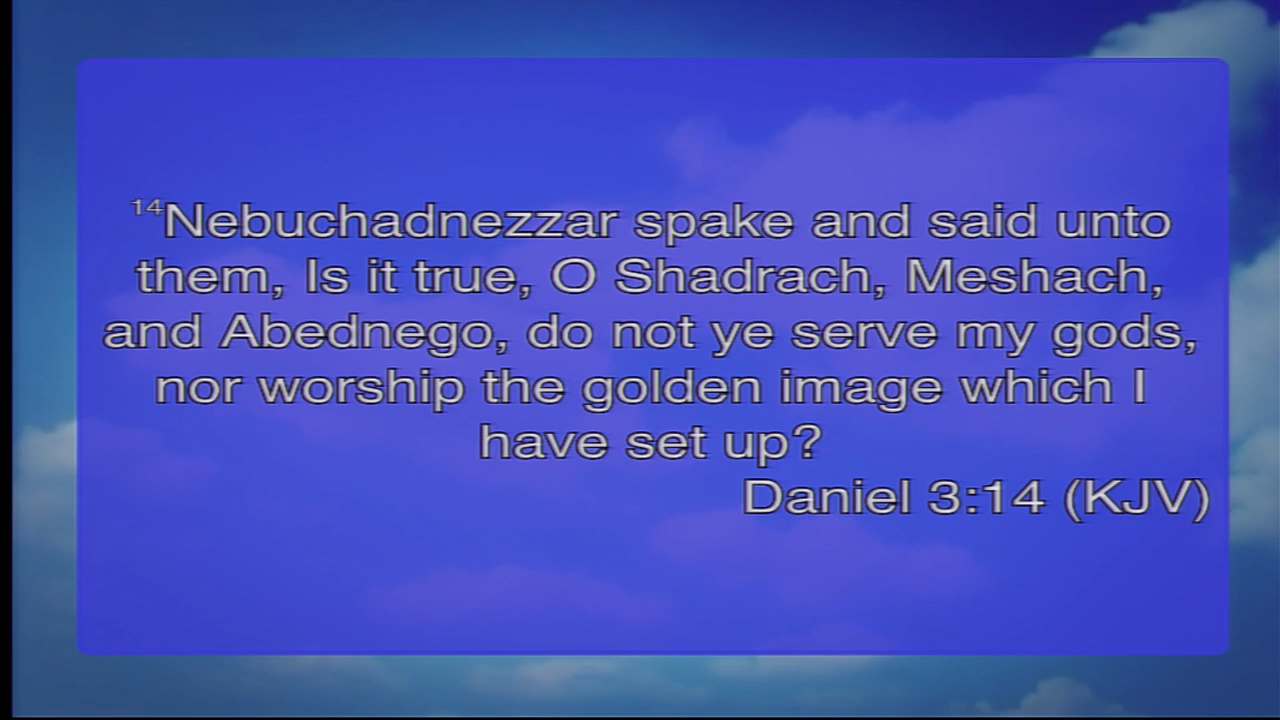 ¹⁴Nebuchadnezzar spake and said unto
them, Is it true, O Shadrach, Meshach,
and Abednego, do not ye serve my gods,
nor worship the golden image which I
have set up?
Daniel 3:14 (KJV)